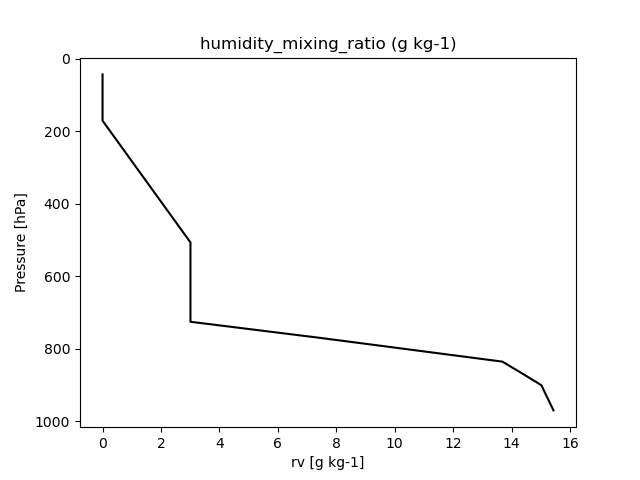 humidity_mixing_ratio (g kg-1)
0
200
400
600
800
1000
Pressure [hPa]
0 2 4 6 8 10 12 14 16
rv [g kg-1]